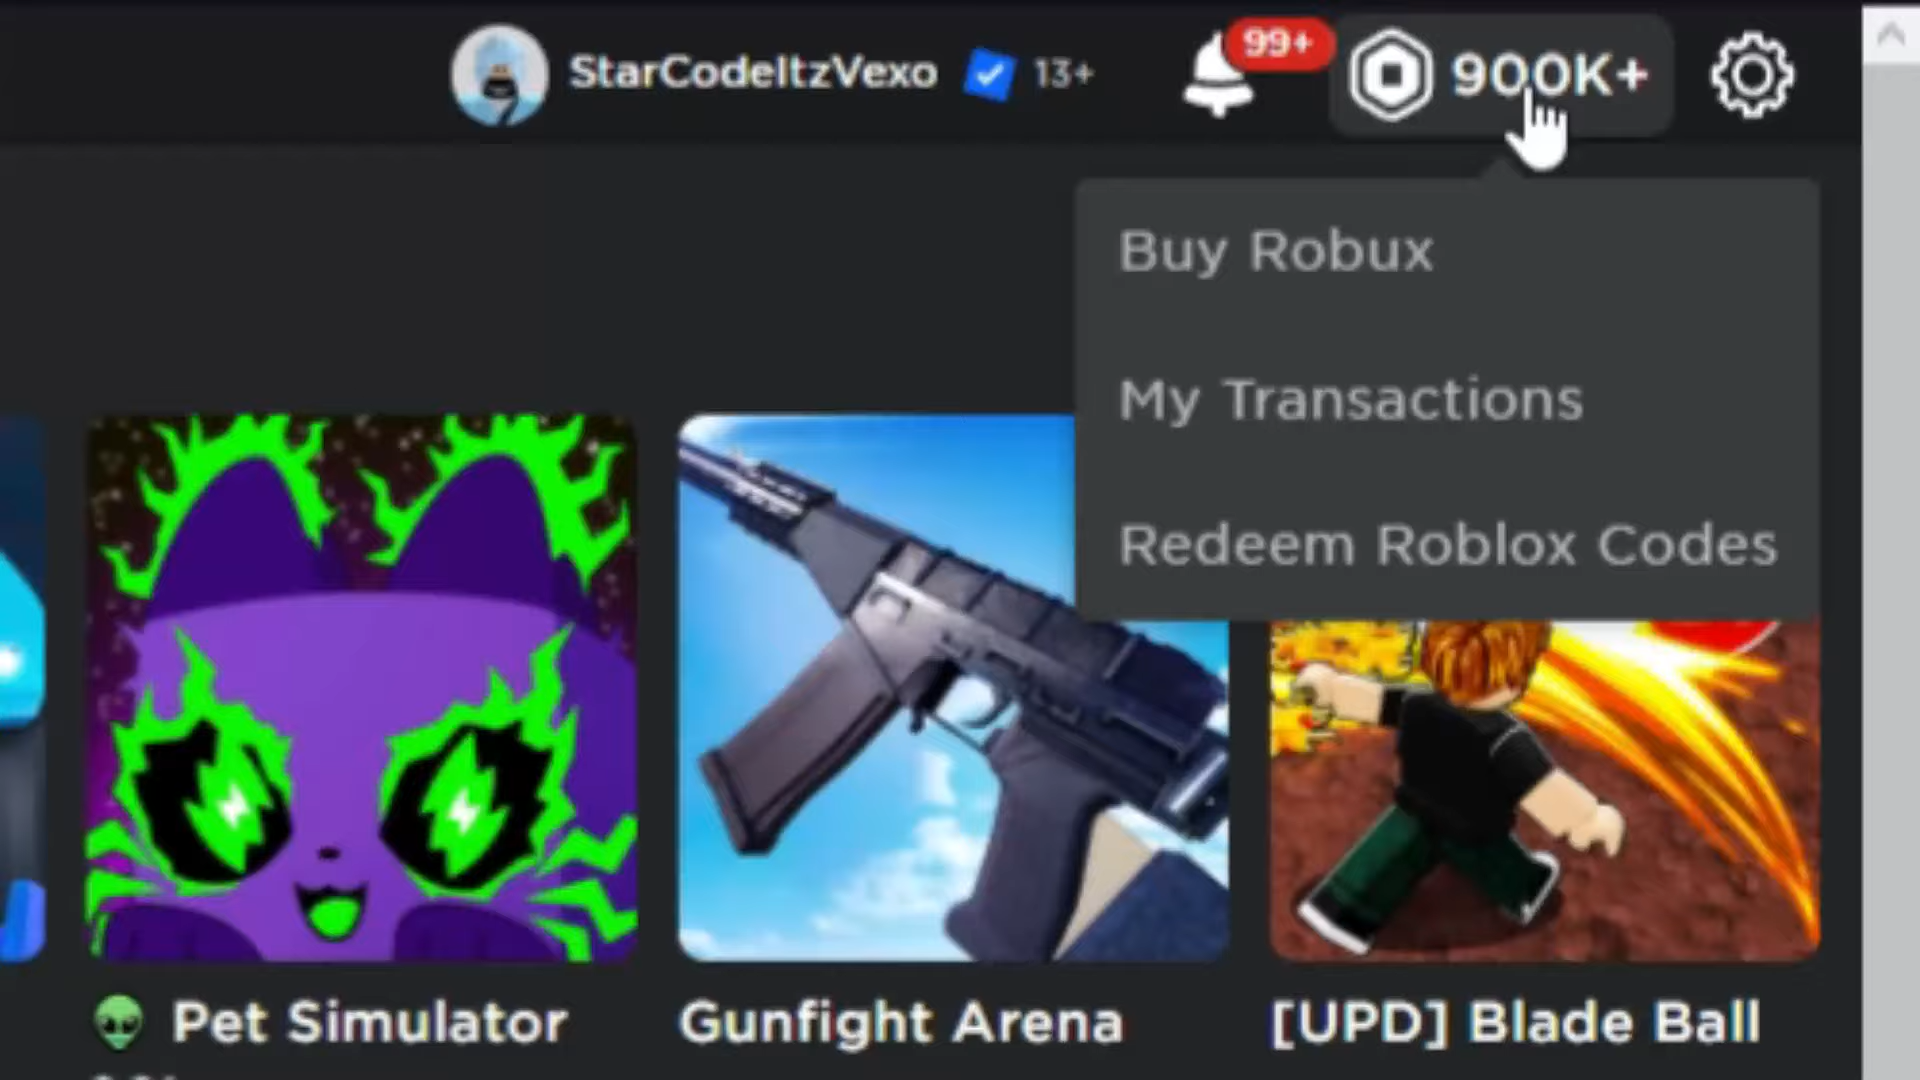 StarCodeItzVexo 13+
99+
900K+
Buy Robux
My Transactions
Redeem Roblox Codes
Pet Simulator
Gunfight Arena
[UPD] Blade Ball